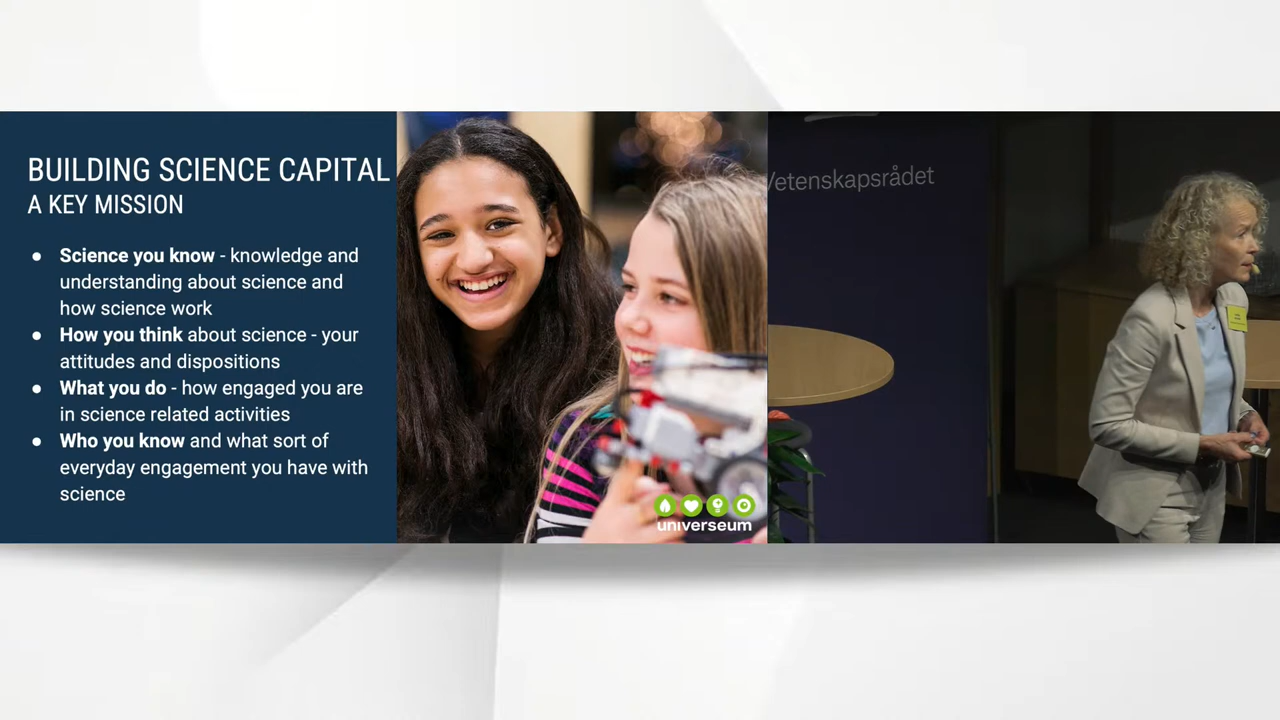 BUILDING SCIENCE CAPITAL
A KEY MISSION
● Science you know - knowledge and
understanding about science and
how science work
● How you think about science - your
attitudes and dispositions
● What you do - how engaged you are
in science related activities
● Who you know and what sort of
everyday engagement you have with
science
universeum
Vetenskapsrådet